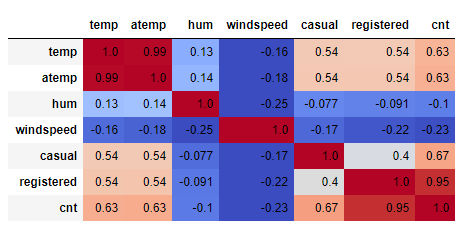 temp atemp hum windspeed casual registered cnt
temp 1.0 0.99 0.13 -0.16 0.54 0.54 0.63
atemp 0.99 1.0 0.14 -0.18 0.54 0.54 0.63
hum 0.13 0.14 1.0 -0.25 -0.077 -0.091 -0.1
windspeed -0.16 -0.18 -0.25 1.0 -0.17 -0.22 -0.23
casual 0.54 0.54 -0.077 -0.17 1.0 0.4 0.67
registered 0.54 0.54 -0.091 -0.22 0.4 1.0 0.95
cnt 0.63 0.63 -0.1 -0.23 0.67 0.95 1.0